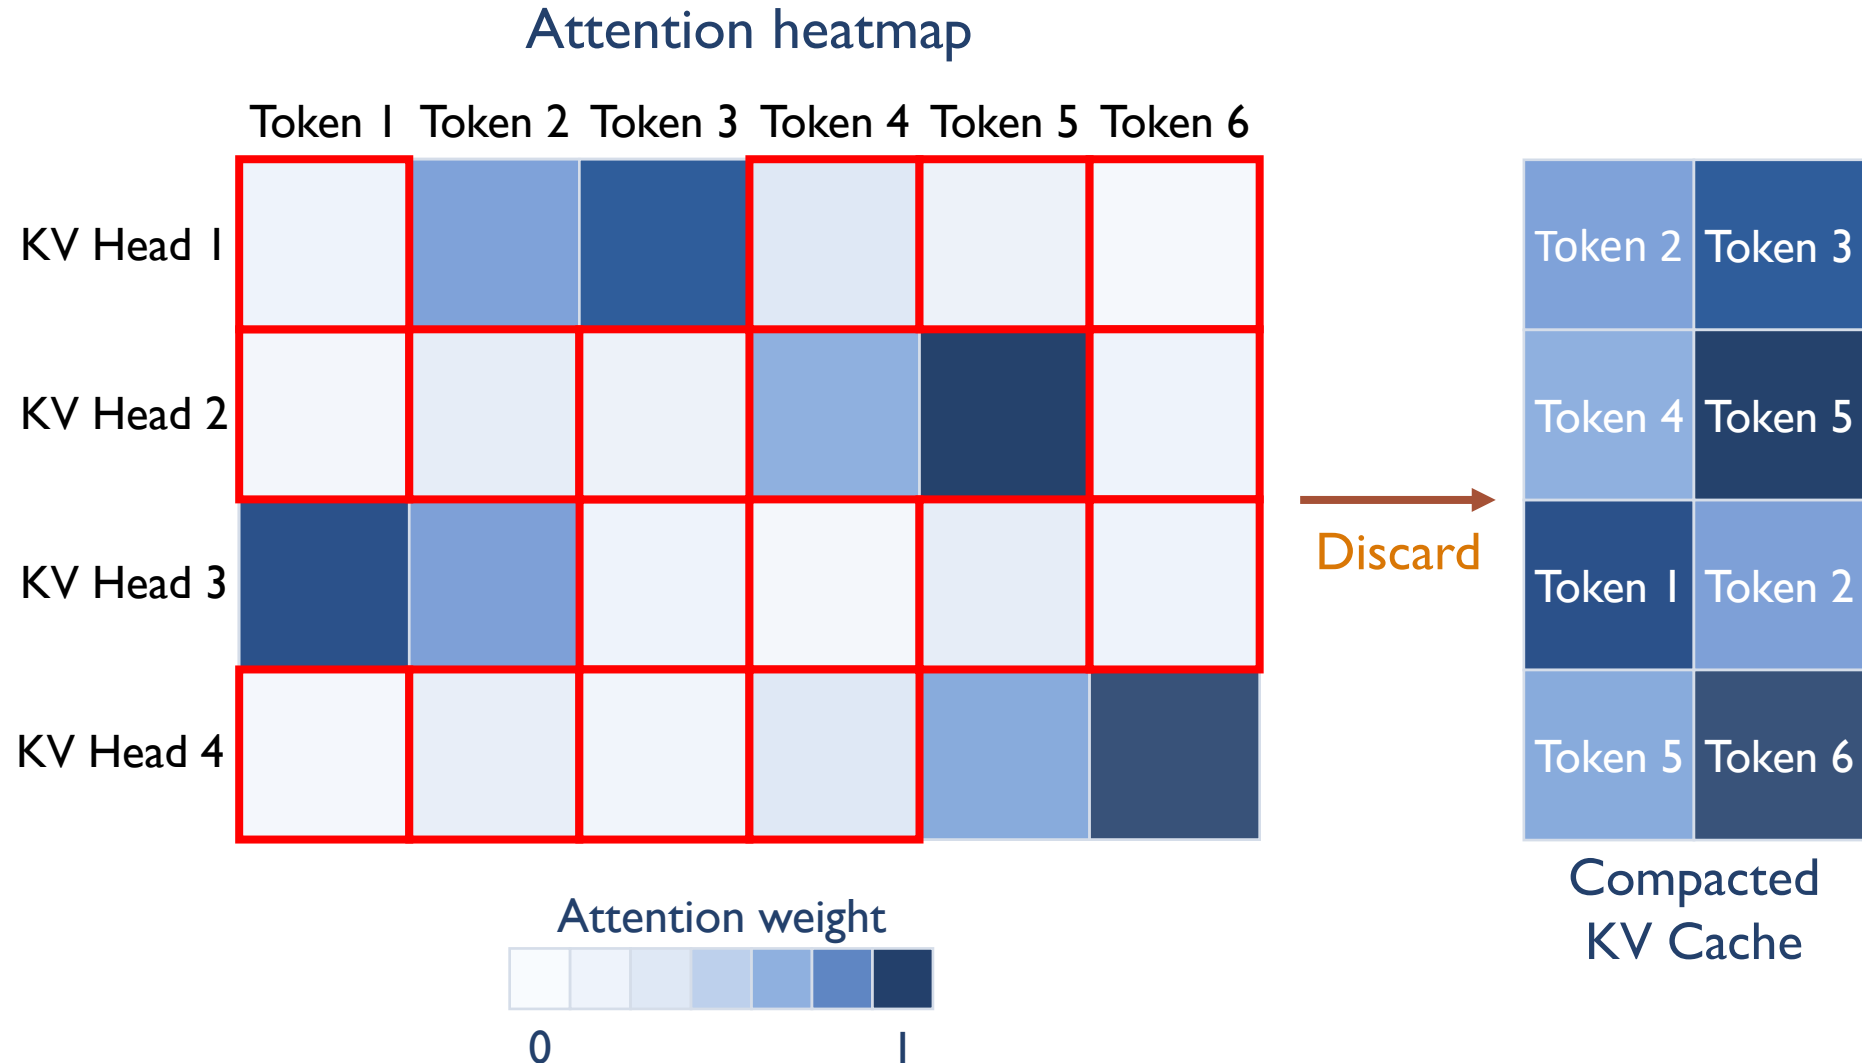 Attention heatmap
Token 1 Token 2 Token 3 Token 4 Token 5 Token 6
KV Head 1
KV Head 2
KV Head 3
KV Head 4
Attention weight
0 1
Discard
Token 2 Token 3
Token 4 Token 5
Token 1 Token 2
Token 5 Token 6
Compacted
KV Cache